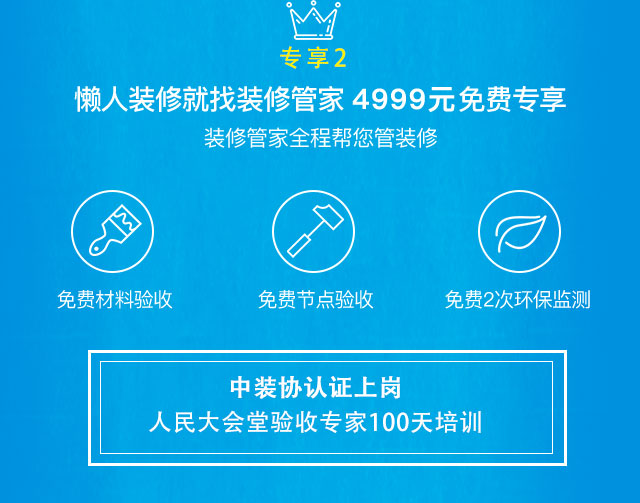 专享2
懒人装修就找装修管家 4999元免费专享
装修管家全程帮您管装修
免费材料验收 免费节点验收 免费2次环保监测
中装协认证上岗
人民大会堂验收专家100天培训